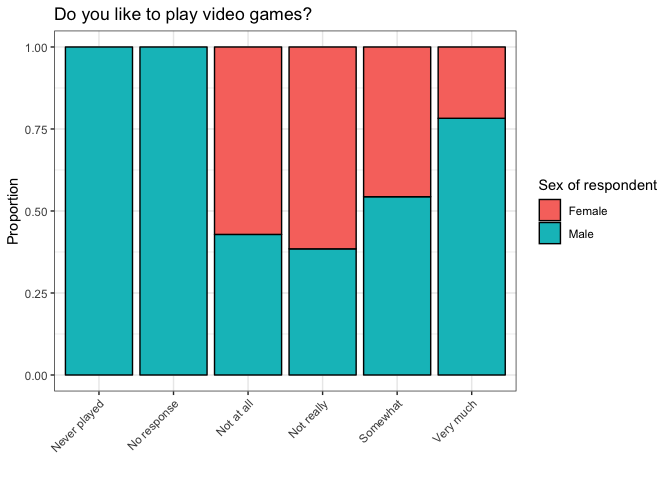 Do you like to play video games?
Proportion
1.00
0.75
0.50
0.25
0.00
Never played
No response
Not at all
Not really
Somewhat
Very much
Sex of respondent
Female
Male